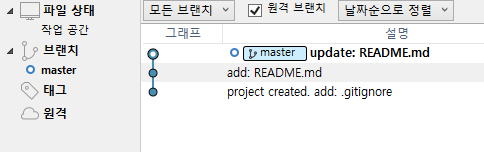 파일 상태
작업 공간
브랜치
master
태그
원격
모든 브랜치 원격 브랜치 날짜순으로 정렬
그래프 설명
master update: README.md
add: README.md
project created. add: .gitignore